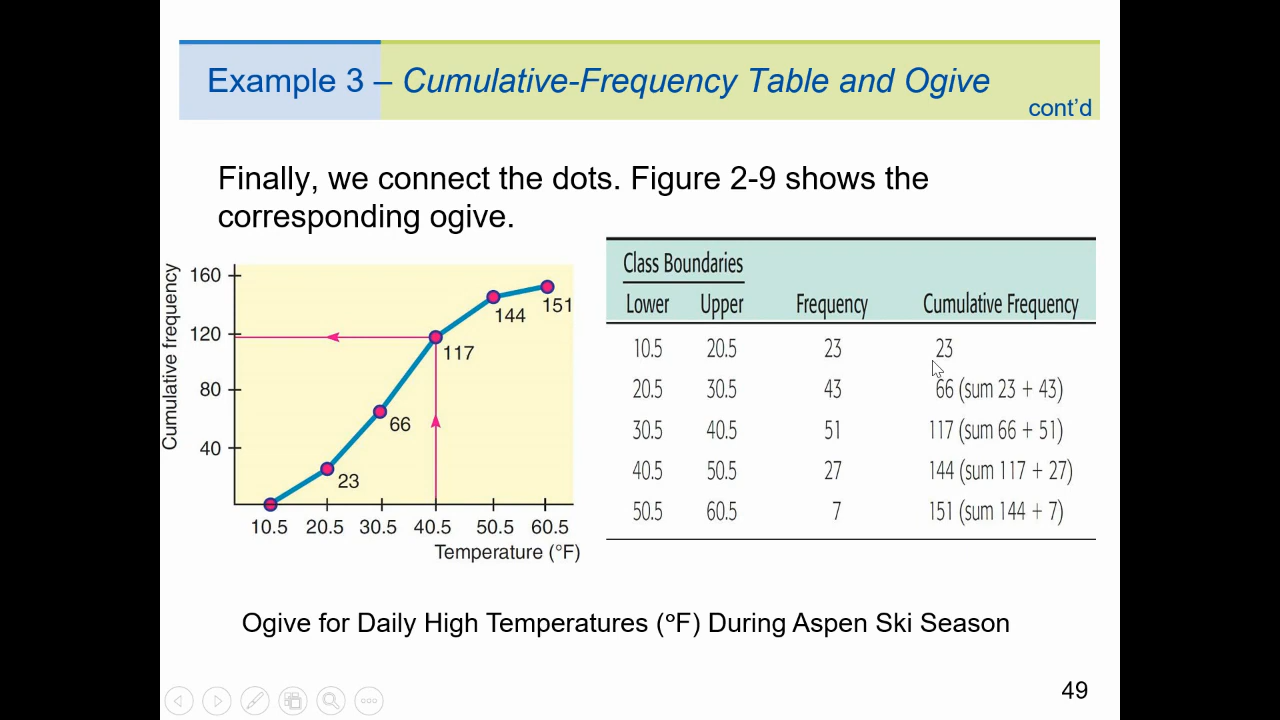 Example 3 – Cumulative-Frequency Table and Ogive
cont'd
Finally, we connect the dots. Figure 2-9 shows the
corresponding ogive.
Cumulative frequency
160
120
80
40
151
144
117
66
23
10.5 20.5 30.5 40.5 50.5 60.5
Temperature (°F)
Class Boundaries
Lower Upper Frequency Cumulative Frequency
10.5 20.5 23 23
20.5 30.5 43 66 (sum 23 + 43)
30.5 40.5 51 117 (sum 66 + 51)
40.5 50.5 27 144 (sum 117 + 27)
50.5 60.5 7 151 (sum 144 + 7)
Ogive for Daily High Temperatures (°F) During Aspen Ski Season
49